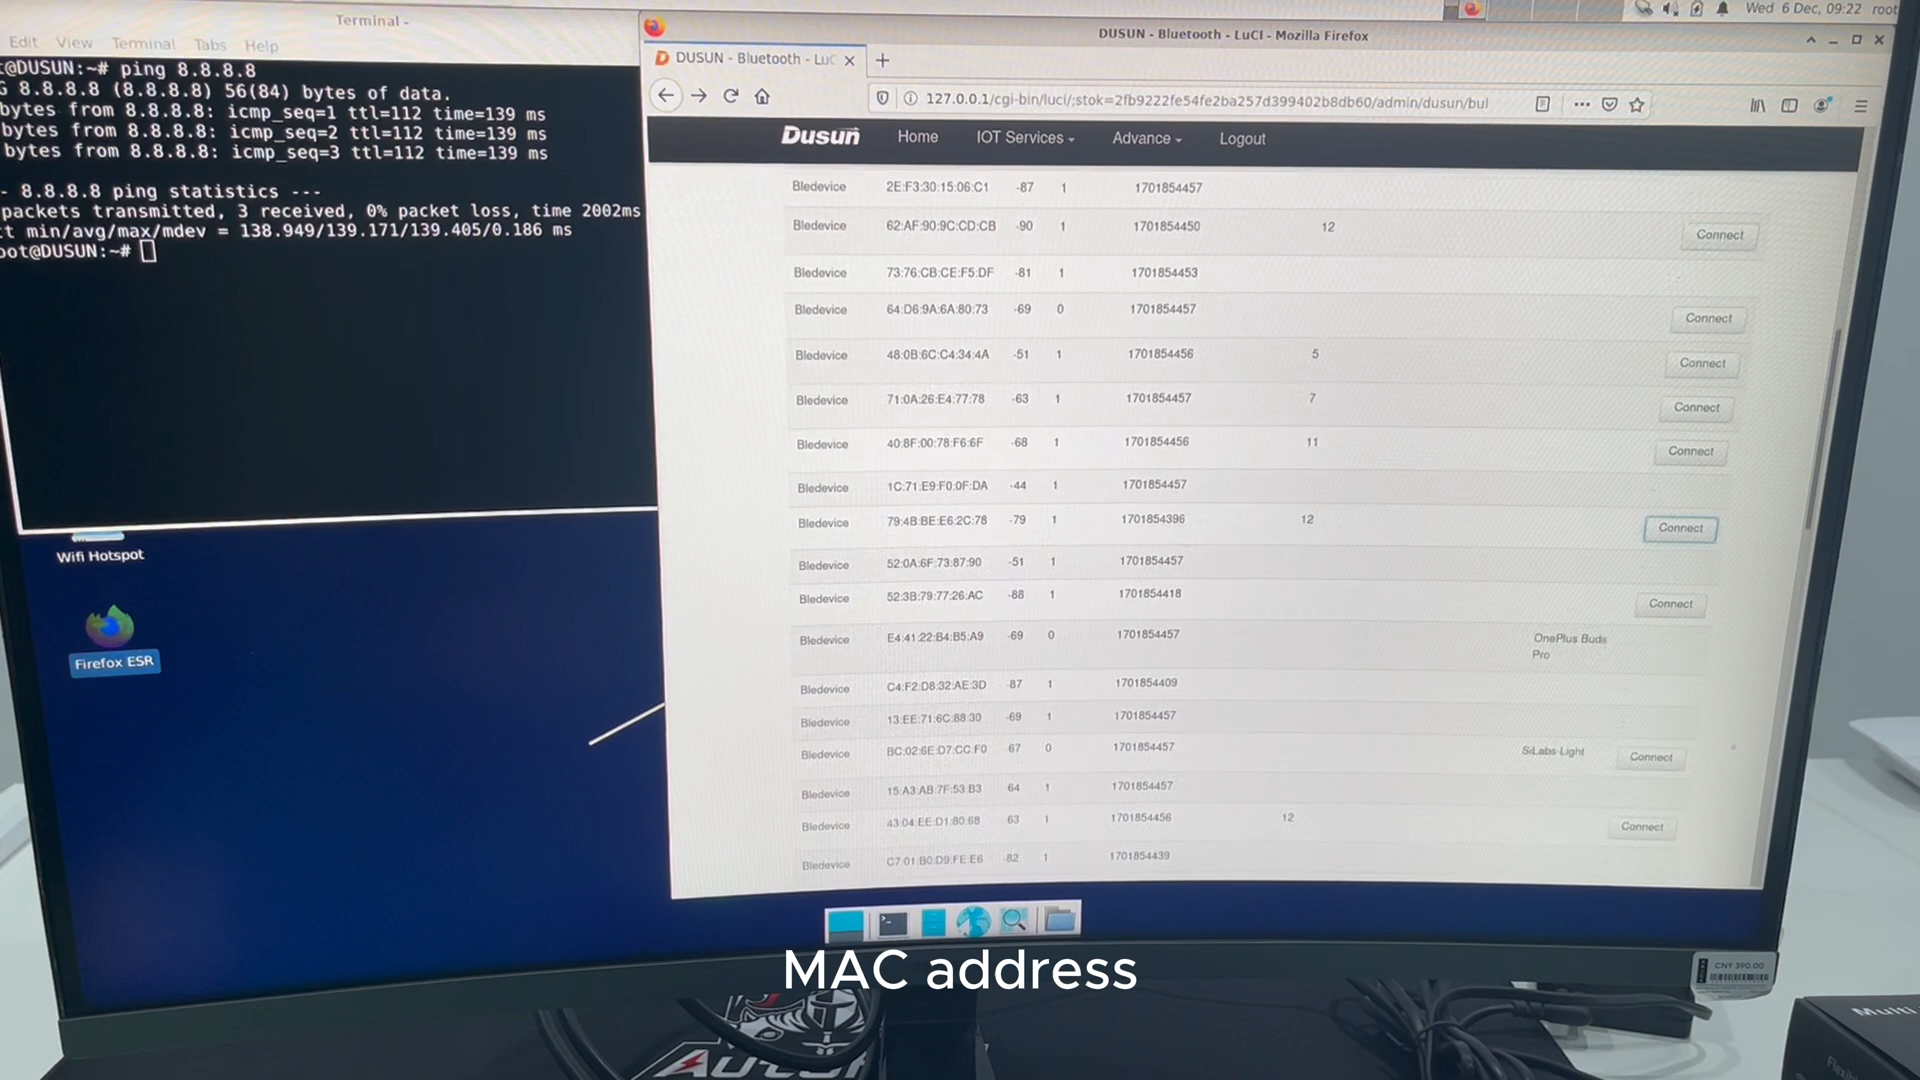 Terminal -
Wed 6 Dec, 09:22 root
Edit View Terminal Tabs Help
t@DUSUN:~# ping 8.8.8.8
G 8.8.8.8 (8.8.8.8) 56(84) bytes of data.
bytes from 8.8.8.8: icmp_seq=1 ttl=112 time=139 ms
bytes from 8.8.8.8: icmp_seq=2 ttl=112 time=139 ms
bytes from 8.8.8.8: icmp_seq=3 ttl=112 time=139 ms
- 8.8.8.8 ping statistics ---
packets transmitted, 3 received, 0% packet loss, time 2002ms
t min/avg/max/mdev = 138.949/139.171/139.405/0.186 ms
oot@DUSUN:~#
Wifi Hotspot
Firefox ESR
DUSUN - Bluetooth - LuCI - Mozilla Firefox
DUSUN - Bluetooth - LuC
127.0.0.1/cgi-bin/luci/;stok=2fb9222fe54fe2ba257d399402b8db60/admin/dusun/bul
Dusun Home IOT Services Advance Logout
Bledevice 2E:F3:30:15:06:C1 -87 1 1701854457
Bledevice 62:AF:90:9C:CD:CB -90 1 1701854450 12 Connect
Bledevice 73:76:CB:CE:F5:DF -81 1 1701854453
Bledevice 64:D6:9A:6A:80:73 -69 0 1701854457 Connect
Bledevice 48:0B:6C:C4:34:4A -51 1 1701854456 5 Connect
Bledevice 71:0A:26:E4:77:78 -63 1 1701854457 7 Connect
Bledevice 40:8F:00:78:F6:6F -68 1 1701854456 11 Connect
Bledevice 1C:71:E9:F0:0F:DA -44 1 1701854457
Bledevice 79:4B:BE:E6:2C:78 -79 1 1701854396 12 Connect
Bledevice 52:0A:6F:73:87:90 -51 1 1701854457
Bledevice 52:3B:79:77:26:AC -88 1 1701854418 Connect
Bledevice E4:41:22:B4:B5:A9 -69 0 1701854457 OnePlus Buds
Pro
Bledevice C4:F2:D8:32:AE:3D -87 1 1701854409
Bledevice 13:EE:71:6C:88:30 -69 1 1701854457
Bledevice BC:02:6E:D7:CC:F0 -67 0 1701854457 SiLabs-Light Connect
Bledevice 15:A3:AB:7F:53:B3 64 1 1701854457
Bledevice 43:04:EE:D1:80:68 63 1 1701854456 12 Connect
Bledevice C7:01:B0:D9:FE:E6 -82 1 1701854439
MAC address
CNY 390.00
Multi